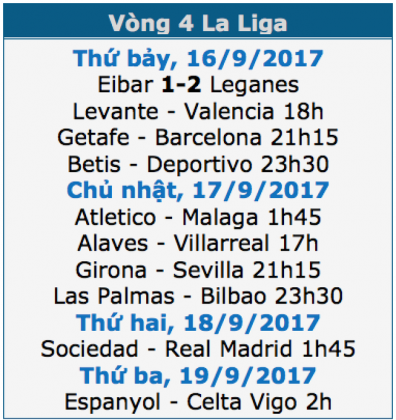 Vòng 4 La Liga
Thứ bảy, 16/9/2017
Eibar 1-2 Leganes
Levante - Valencia 18h
Getafe - Barcelona 21h15
Betis - Deportivo 23h30
Chủ nhật, 17/9/2017
Atletico - Malaga 1h45
Alaves - Villarreal 17h
Girona - Sevilla 21h15
Las Palmas - Bilbao 23h30
Thứ hai, 18/9/2017
Sociedad - Real Madrid 1h45
Thứ ba, 19/9/2017
Espanyol - Celta Vigo 2h